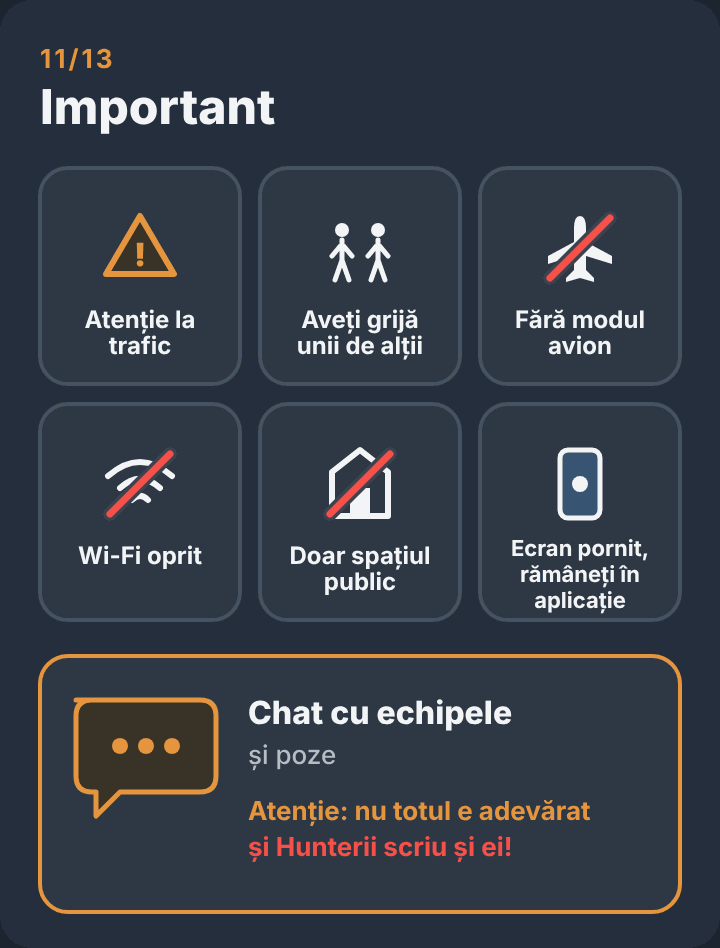 11/13
Important
!
Atenție la
trafic
Aveți grijă
unii de alții
Fără modul
avion
Wi-Fi oprit
Doar spațiul
public
Ecran pornit,
rămâneți în
aplicație
Chat cu echipele
și poze
Atenție: nu totul e adevărat
și Hunterii scriu și ei!